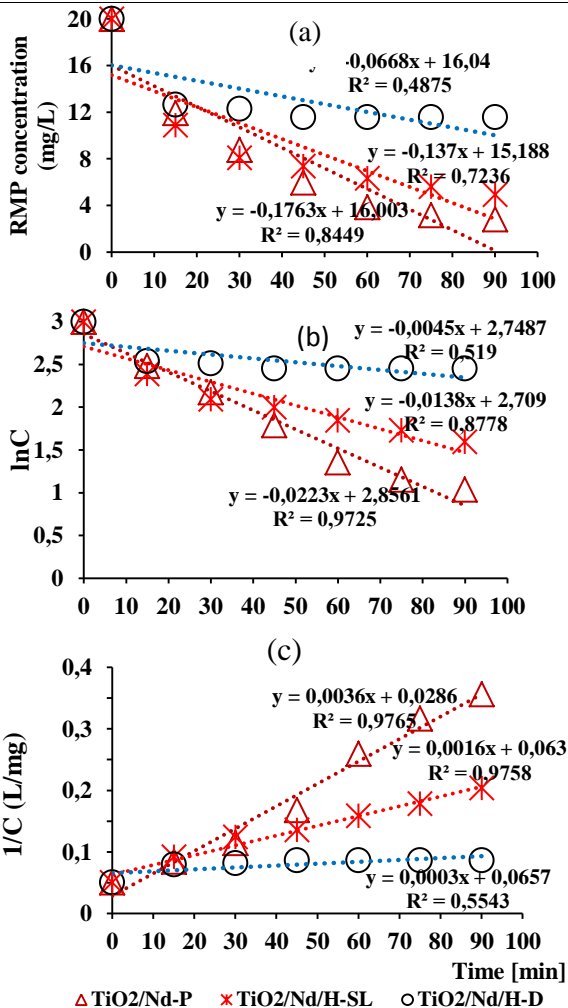 (a)
RMP concentration
(mg/L)
20
16
12
8
4
0
-0,0668x + 16,04
R² = 0,4875
y = -0,137x + 15,188
R² = 0,7236
y = -0,1763x + 16,003
R² = 0,8449
0 10 20 30 40 50 60 70 80 90 100
(b)
lnC
3
2,5
2
1,5
1
0,5
0
y = -0,0045x + 2,7487
R² = 0,519
y = -0,0138x + 2,709
R² = 0,8778
y = -0,0223x + 2,8561
R² = 0,9725
0 10 20 30 40 50 60 70 80 90 100
(c)
1/C (L/mg)
0,4
0,3
0,2
0,1
0
y = 0,0036x + 0,0286
R² = 0,9765
y = 0,0016x + 0,063
R² = 0,9758
y = 0,0003x + 0,0657
R² = 0,5543
0 10 20 30 40 50 60 70 80 90 100
Time [min]
TiO2/Nd-P TiO2/Nd/H-SL TiO2/Nd/H-D